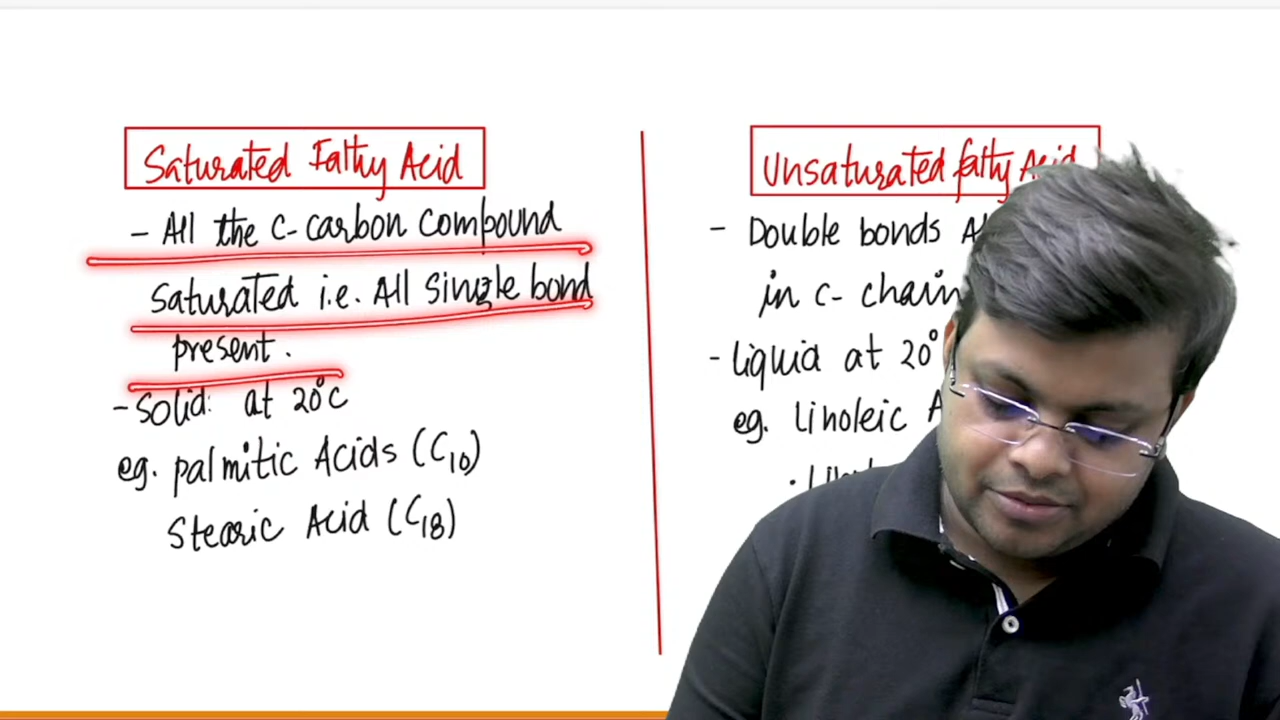 Saturated Fatty Acid
- All the C-carbon compound
saturated i.e. All single bond
present.
- solid: at 20°C
eg. palmitic Acids (C16)
Stearic Acid (C18)
Unsaturated fatty Acid
- Double bonds
in C- chain
- liquid at 20°
eg. Linoleic